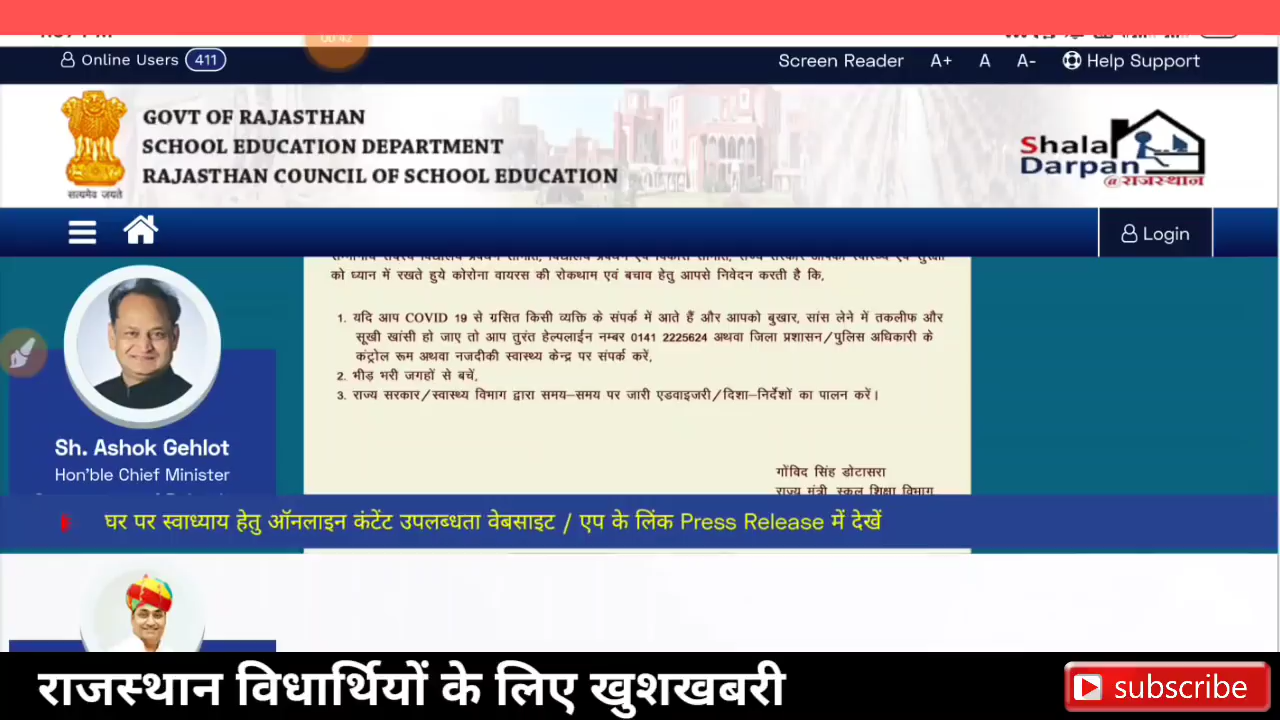 00:42
Online Users 411
Screen Reader A+ A A- Help Support
GOVT OF RAJASTHAN
SCHOOL EDUCATION DEPARTMENT
RAJASTHAN COUNCIL OF SCHOOL EDUCATION
सत्यमेव जयते
Shala
Darpan
@राजस्थान
Login
को ध्यान में रखते हुये कोरोना वायरस की रोकथाम एवं बचाव हेतु आपसे निवेदन करती है कि,
1. यदि आप COVID 19 से ग्रसित किसी व्यक्ति के संपर्क में आते हैं और आपको बुखार, सांस लेने में तकलीफ और
सूखी खांसी हो जाए तो आप तुरंत हेल्पलाईन नम्बर 0141 2225624 अथवा जिला प्रशासन/पुलिस अधिकारी के
कंट्रोल रूम अथवा नजदीकी स्वास्थ्य केन्द्र पर संपर्क करें,
2. भीड़ भरी जगहों से बचें,
3. राज्य सरकार/स्वास्थ्य विभाग द्वारा समय-समय पर जारी एडवाइजरी/दिशा-निर्देशों का पालन करें।
Sh. Ashok Gehlot
Hon'ble Chief Minister
गोंविद सिंह डोटासरा
राज्य मंत्री, स्कूल शिक्षा विभाग
घर पर स्वाध्याय हेतु ऑनलाइन कंटेंट उपलब्धता वेबसाइट / एप के लिंक Press Release में देखें
राजस्थान विधार्थियों के लिए खुशखबरी
subscribe